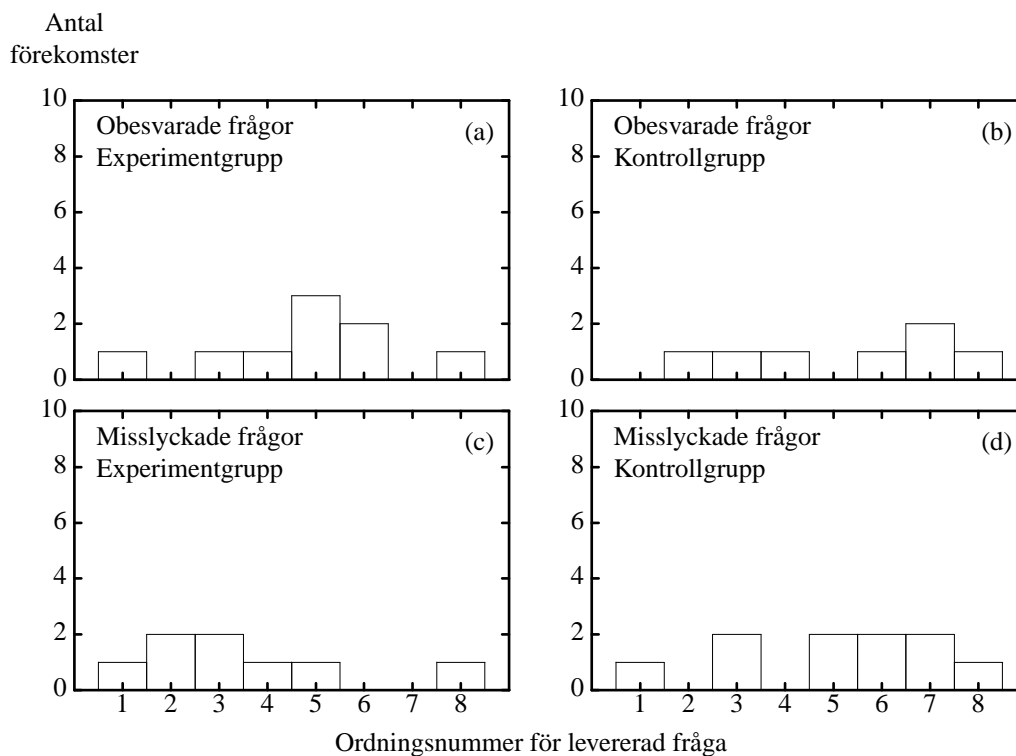 Antal
förekomster
10
8
6
4
2
0
Obesvarade frågor
Experimentgrupp
(a)
10
8
6
4
2
0
Obesvarade frågor
Kontrollgrupp
(b)
10
8
6
4
2
0
Misslyckade frågor
Experimentgrupp
(c)
1 2 3 4 5 6 7 8
10
8
6
4
2
0
Misslyckade frågor
Kontrollgrupp
(d)
1 2 3 4 5 6 7 8
Ordningsnummer för levererad fråga